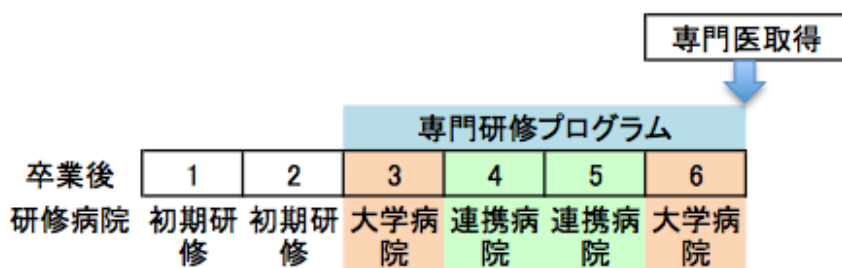 専門医取得
専門研修プログラム
卒業後 1 2 3 4 5 6
研修病院 初期研修 初期研修 大学病院 連携病院 連携病院 大学病院